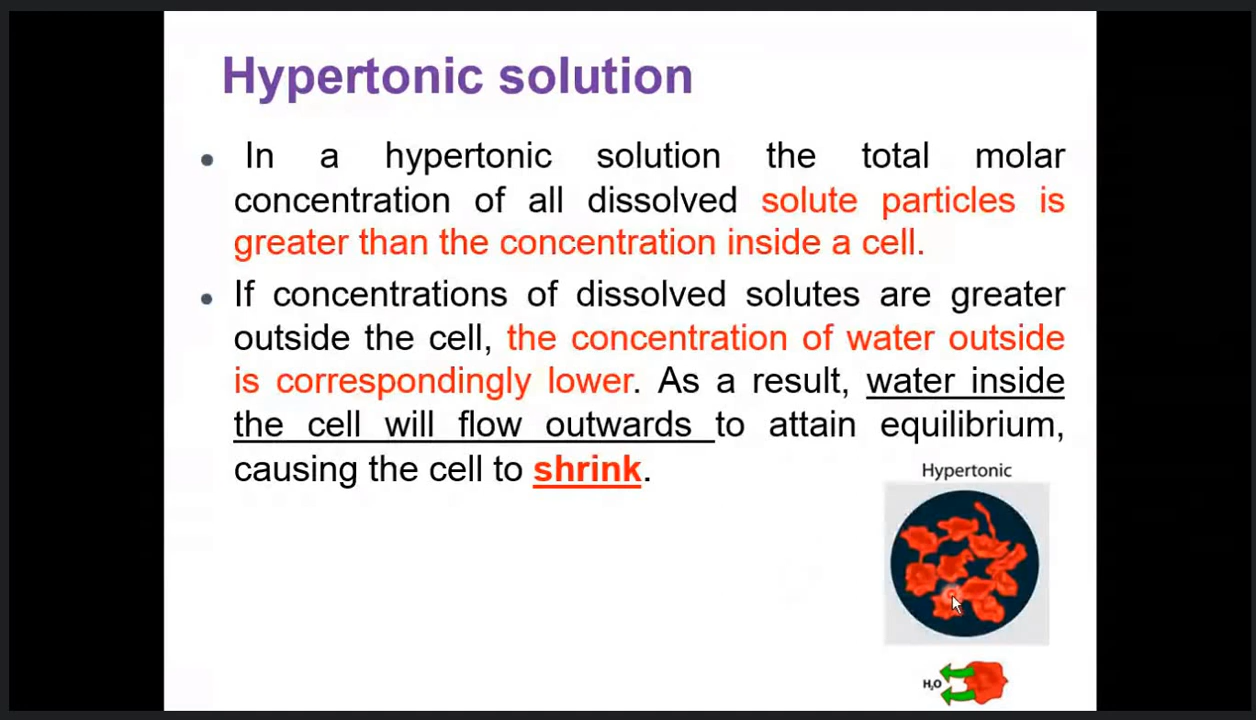 Hypertonic solution
In a hypertonic solution the total molar
concentration of all dissolved solute particles is
greater than the concentration inside a cell.
If concentrations of dissolved solutes are greater
outside the cell, the concentration of water outside
is correspondingly lower. As a result, water inside
the cell will flow outwards to attain equilibrium,
causing the cell to shrink.
Hypertonic
H₂O